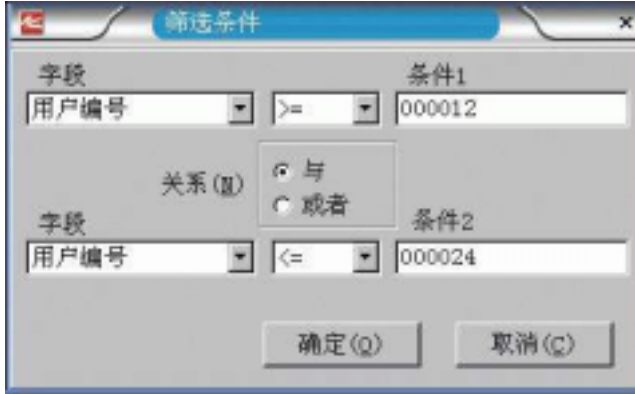 筛选条件
字段 条件1
用户编号 >= 000012
关系(N) 与
或者
字段 条件2
用户编号 <= 000024
确定(O) 取消(C)